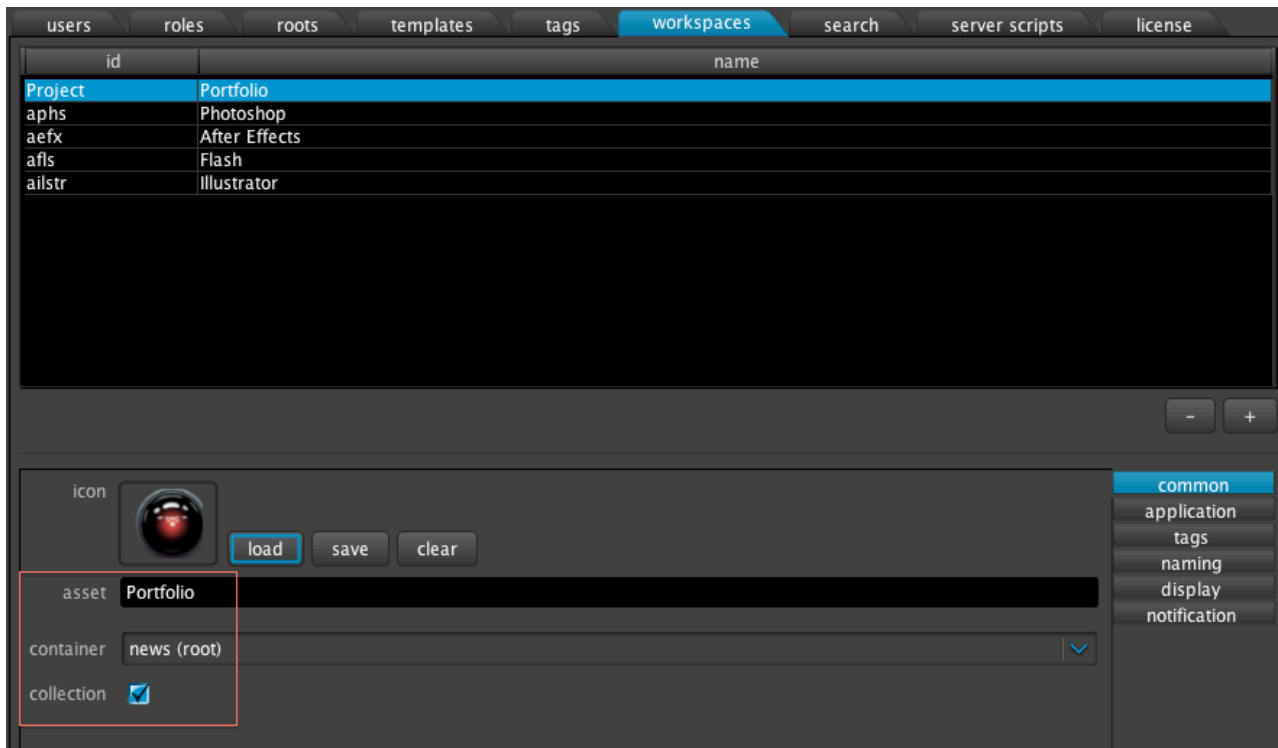 users roles roots templates tags workspaces search server scripts license
id name
Project Portfolio
aphs Photoshop
aefx After Effects
afls Flash
ailstr Illustrator
- +
icon load save clear
asset Portfolio
container news (root)
collection
common
application
tags
naming
display
notification